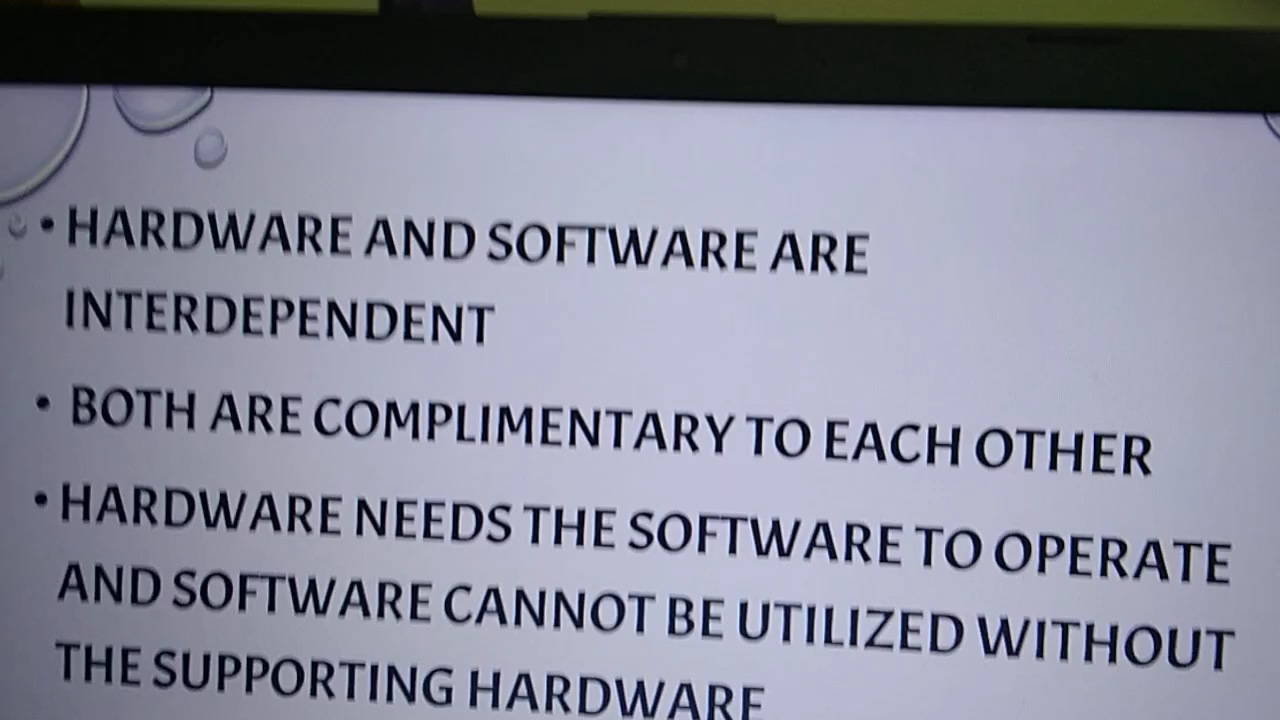 • HARDWARE AND SOFTWARE ARE
INTERDEPENDENT
• BOTH ARE COMPLIMENTARY TO EACH OTHER
• HARDWARE NEEDS THE SOFTWARE TO OPERATE
AND SOFTWARE CANNOT BE UTILIZED WITHOUT
THE SUPPORTING HARDWARE